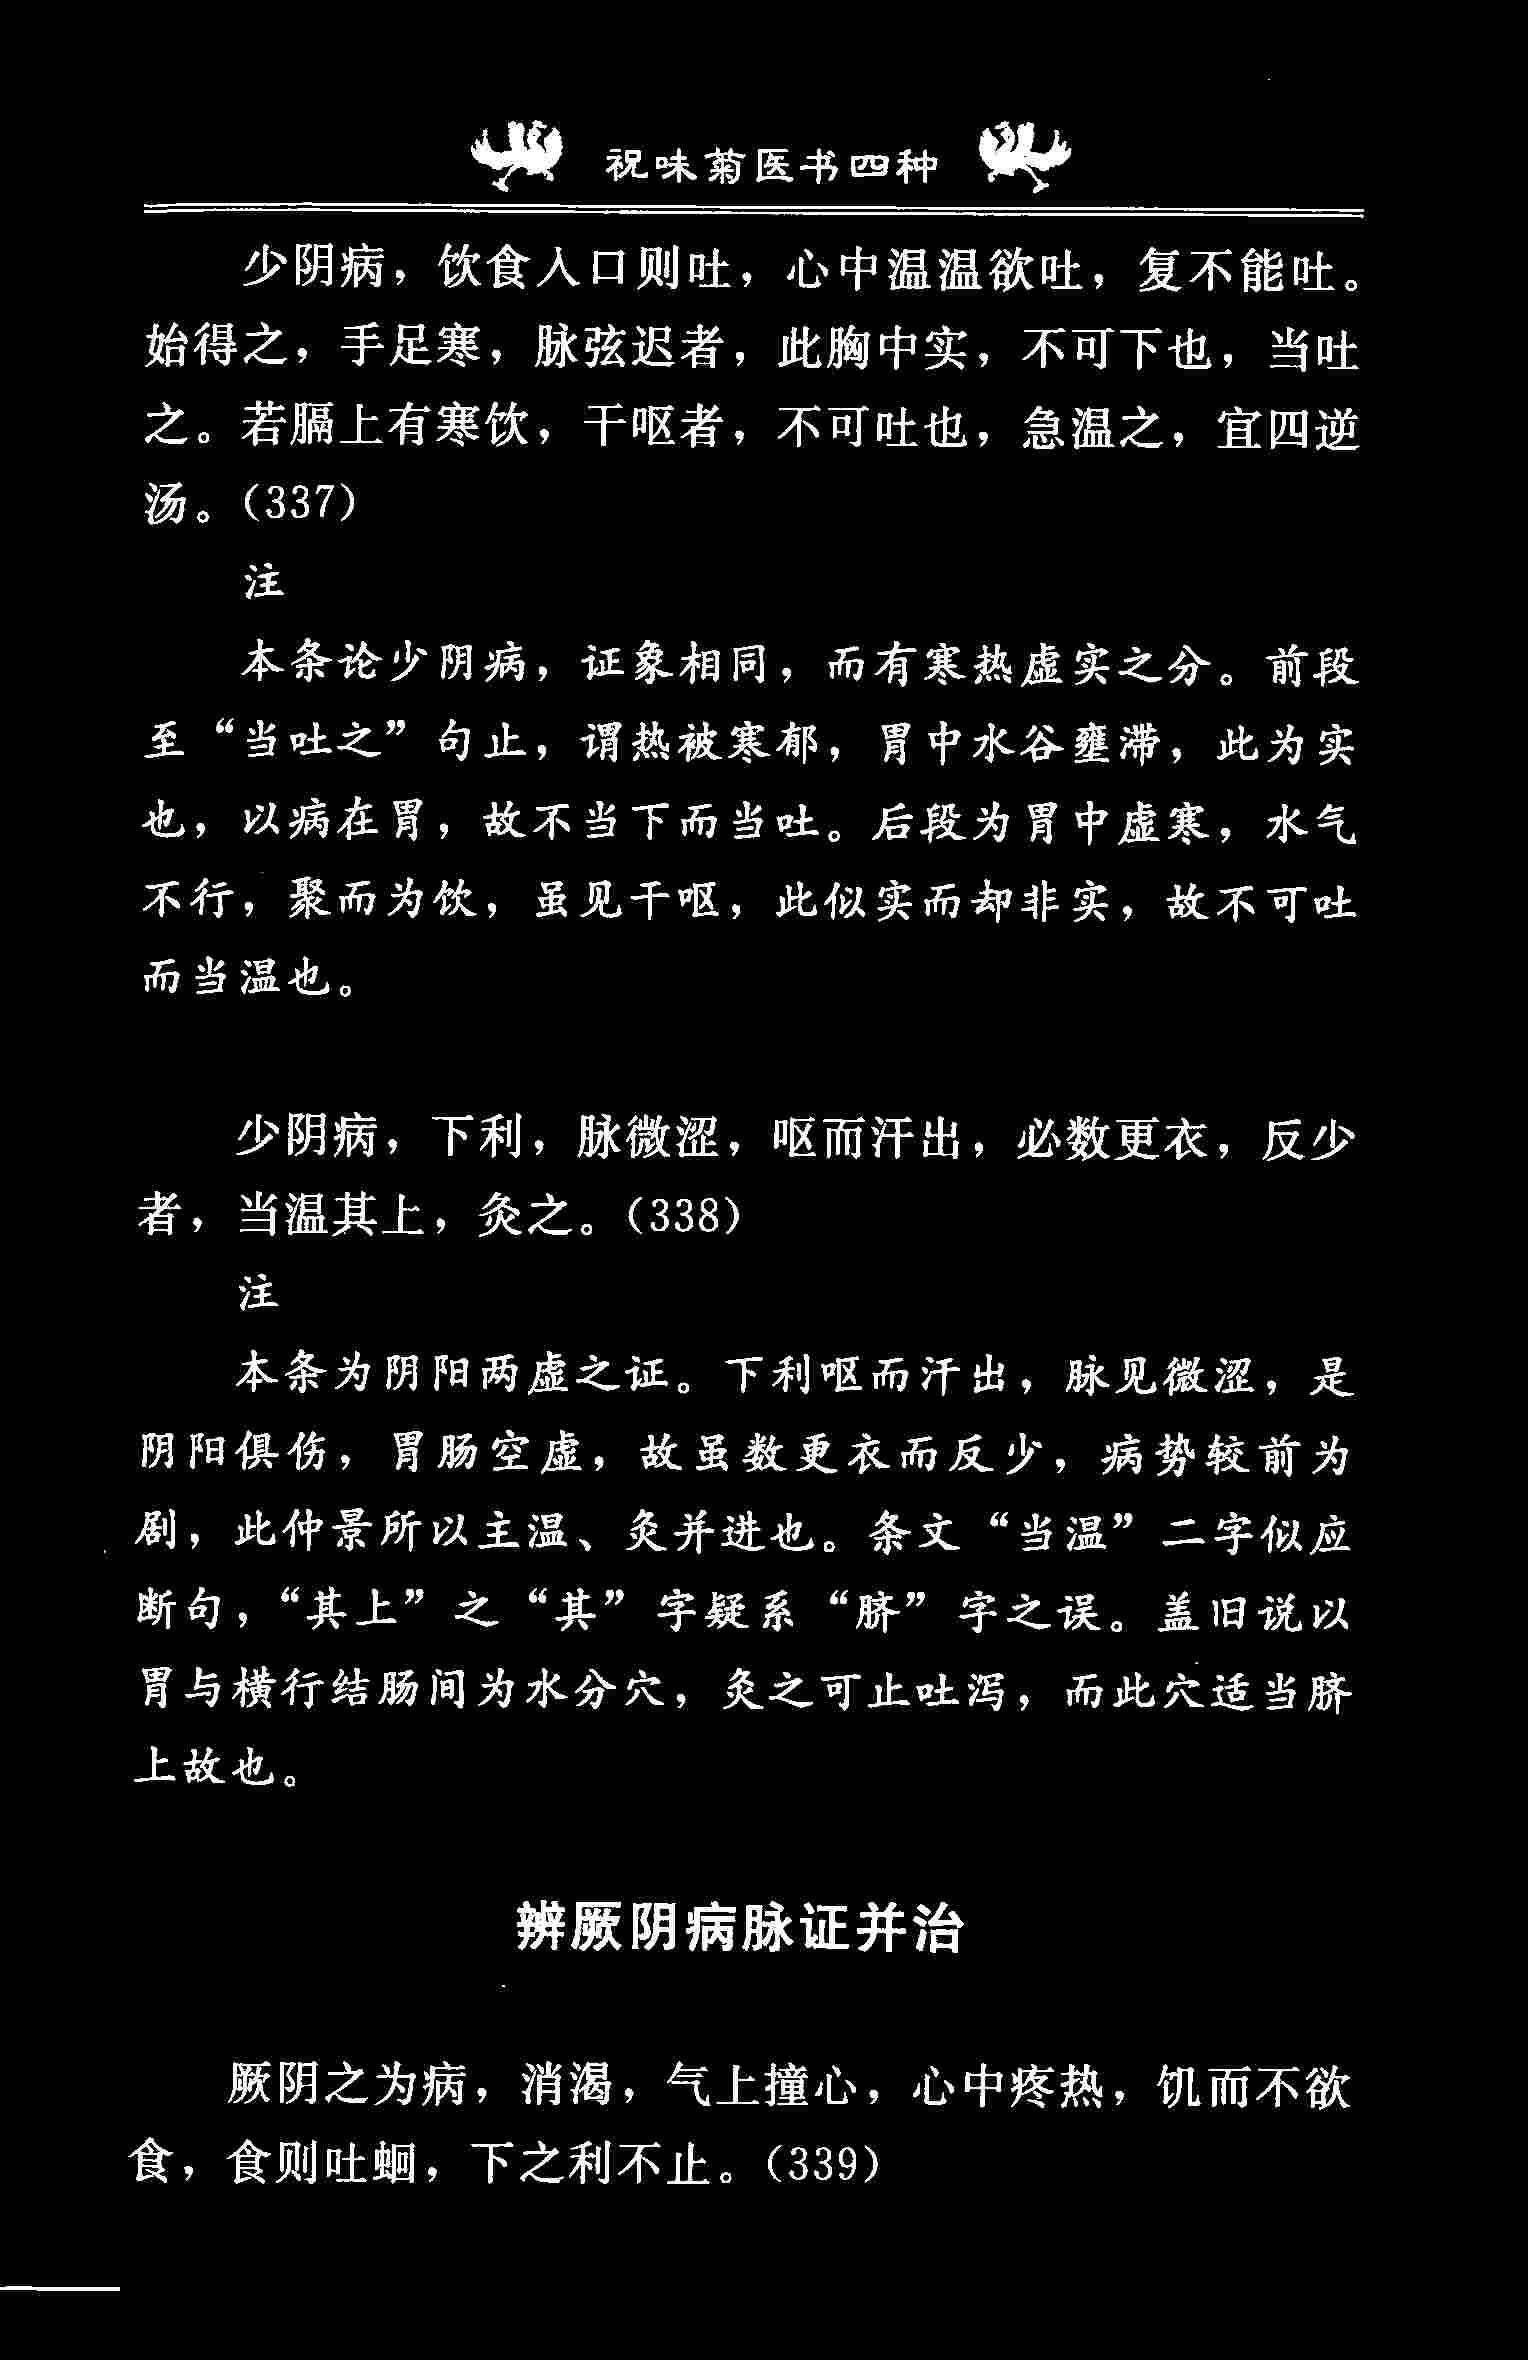 祝味菊医书四种
少阴病，饮食入口则吐，心中温温欲吐，复不能吐。
始得之，手足寒，脉弦迟者，此胸中实，不可下也，当吐
之。若膈上有寒饮，干呕者，不可吐也，急温之，宜四逆
汤。（337）
注
本条论少阴病，证象相同，而有寒热虚实之分。前段
至“当吐之”句止，谓热被寒郁，胃中水谷壅滞，此为实
也，以病在胃，故不当下而当吐。后段为胃中虚寒，水气
不行，聚而为饮，虽见干呕，此似实而却非实，故不可吐
而当温也。
少阴病，下利，脉微涩，呕而汗出，必数更衣，反少
者，当温其上，灸之。（338）
注
本条为阴阳两虚之证。下利呕而汗出，脉见微涩，是
阴阳俱伤，胃肠空虚，故虽数更衣而反少，病势较前为
剧，此仲景所以主温、灸并进也。条文“当温”二字似应
断句，“其上”之“其”字疑系“脐”字之误。盖旧说以
胃与横行结肠间为水分穴，灸之可止吐泻，而此穴适当脐
上故也。
辨厥阴病脉证并治
厥阴之为病，消渴，气上撞心，心中疼热，饥而不欲
食，食则吐蛔，下之利不止。（339）